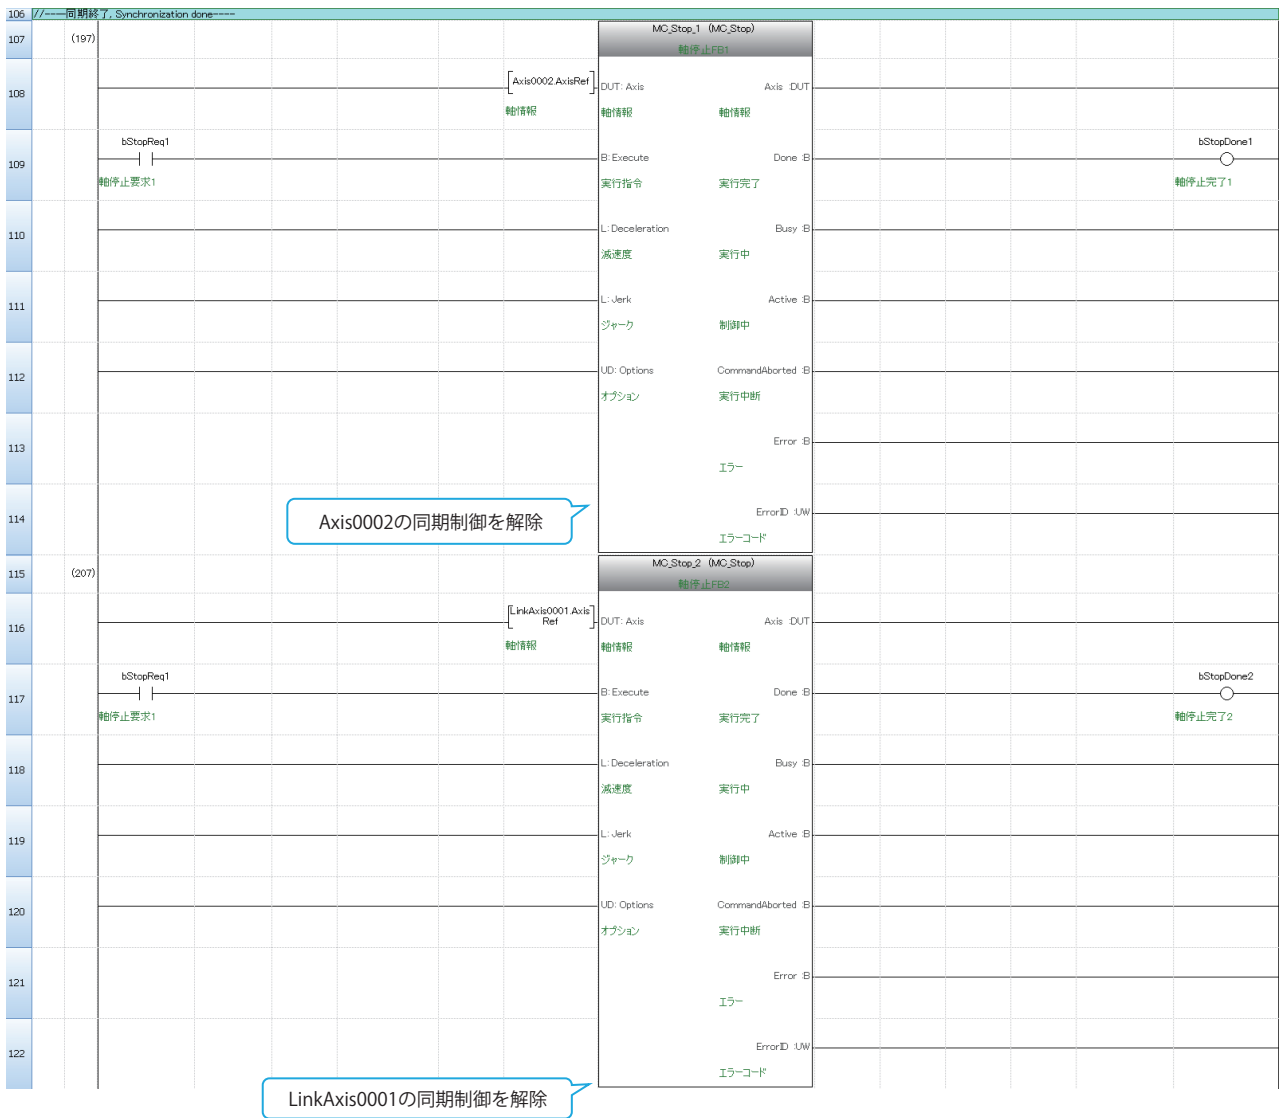 106 //----同期終了, Synchronization done----
107 (197) MC_Stop_1 (MC_Stop)
軸停止FB1
108 Axis0002.AxisRef DUT: Axis Axis :DUT
軸情報 軸情報 軸情報
bStopReq1 bStopDone1
109 B: Execute Done :B
軸停止要求1 実行指令 実行完了 軸停止完了1
110 L: Deceleration Busy :B
減速度 実行中
111 L: Jerk Active :B
ジャーク 制御中
112 UD: Options CommandAborted :B
オプション 実行中断
113 Error :B
エラー
114 ErrorID :UW
エラーコード
Axis0002の同期制御を解除
115 (207) MC_Stop_2 (MC_Stop)
軸停止FB2
116 LinkAxis0001.Axis
Ref DUT: Axis Axis :DUT
軸情報 軸情報 軸情報
bStopReq1 bStopDone2
117 B: Execute Done :B
軸停止要求1 実行指令 実行完了 軸停止完了2
118 L: Deceleration Busy :B
減速度 実行中
119 L: Jerk Active :B
ジャーク 制御中
120 UD: Options CommandAborted :B
オプション 実行中断
121 Error :B
エラー
122 ErrorID :UW
エラーコード
LinkAxis0001の同期制御を解除